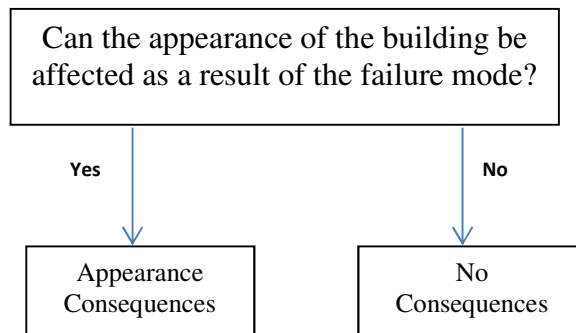 Can the appearance of the building be
affected as a result of the failure mode?
Yes
No
Appearance
Consequences
No
Consequences